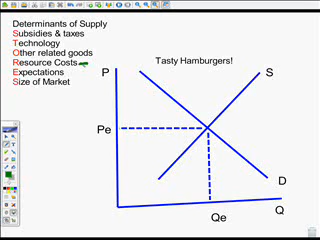 Determinants of Supply
Subsidies & taxes
Technology
Other related goods
Resource Costs
Expectations
Size of Market
Tasty Hamburgers!
P
S
Pe
D
Qe
Q